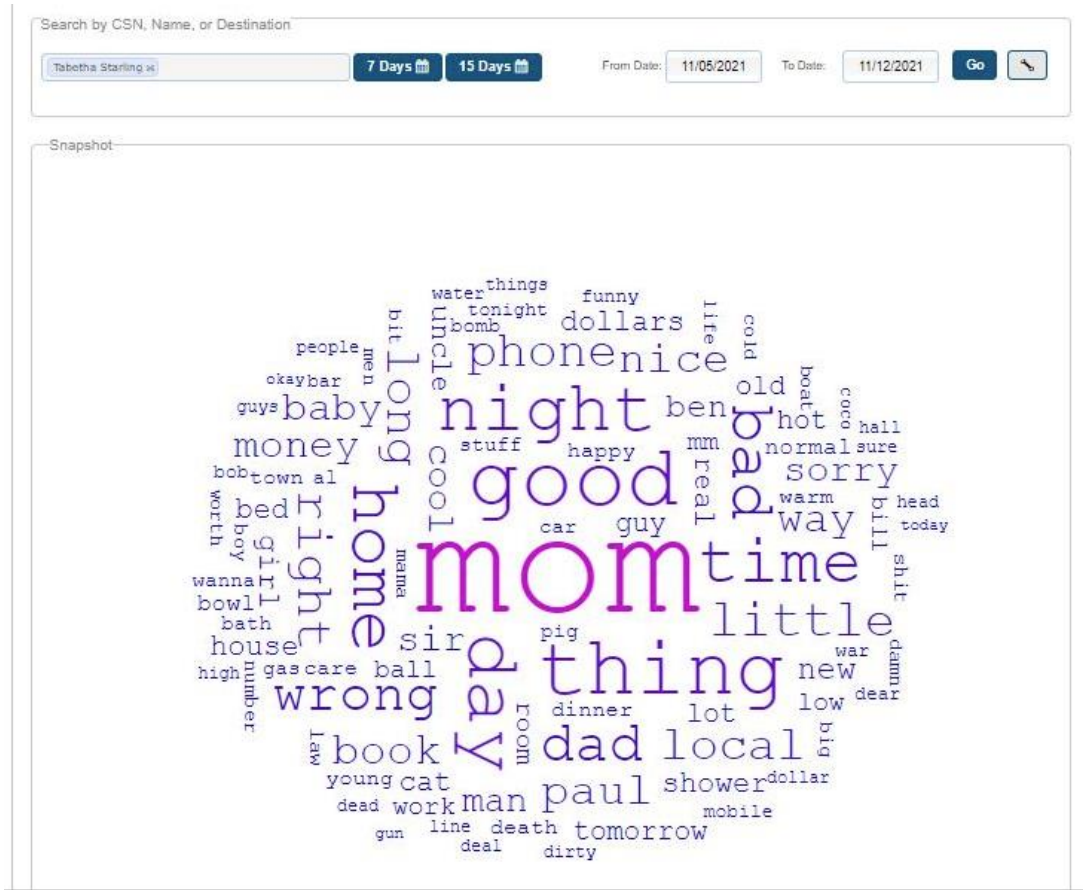 Search by CSN, Name, or Destination
Tabetha Starling x
7 Days
15 Days
From Date: 11/05/2021
To Date: 11/12/2021
Go
Snapshot
things
water
funny
tonight
bomb
uncle
dollars
life
cold
bit
people
men
long
phone
nice
okay
bar
old
boat
coco
guys
baby
night
ben
bad
hot
hall
money
cool
stuff
happy
mm
real
normal
sure
sorry
bob
town
al
good
warm
head
worth
bed
right
home
car
guy
way
bill
today
boy
girl
mama
mom
time
shit
wanna
bowl
bath
little
house
sir
pig
war
damn
high
gas
care
ball
day
thing
new
dear
number
wrong
low
room
dinner
lot
big
law
book
dad
local
young
cat
paul
shower
dollar
dead
work
man
mobile
gun
line
death
tomorrow
deal
dirty